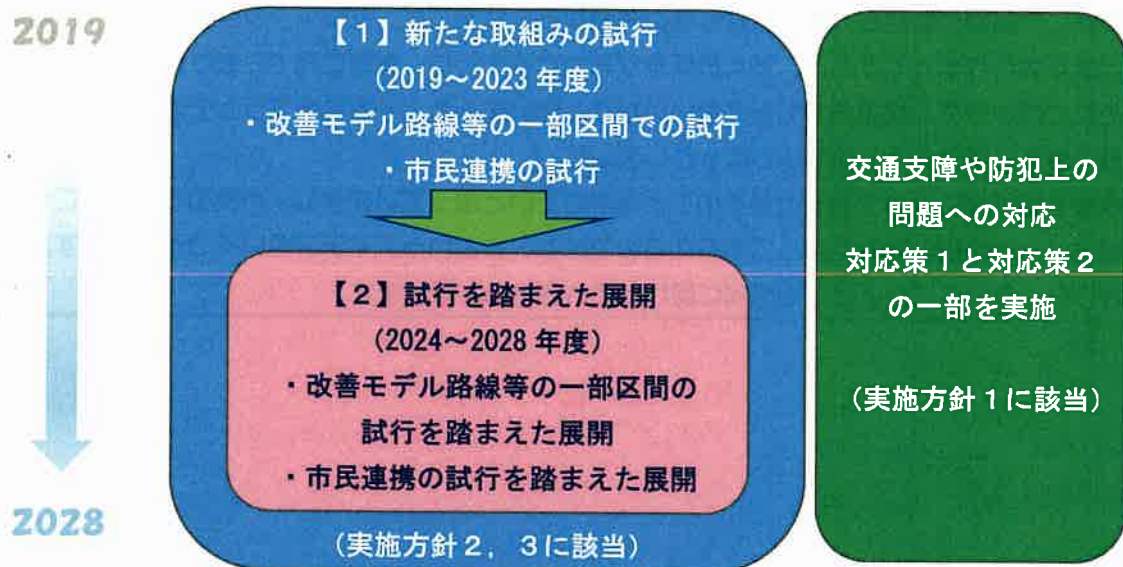 2019
【1】新たな取組みの試行
(2019～2023 年度)
・改善モデル路線等の一部区間での試行
・市民連携の試行
【2】試行を踏まえた展開
(2024～2028 年度)
・改善モデル路線等の一部区間の
試行を踏まえた展開
・市民連携の試行を踏まえた展開
(実施方針２，３に該当)
2028
交通支障や防犯上の
問題への対応
対応策１と対応策２
の一部を実施
(実施方針１に該当)